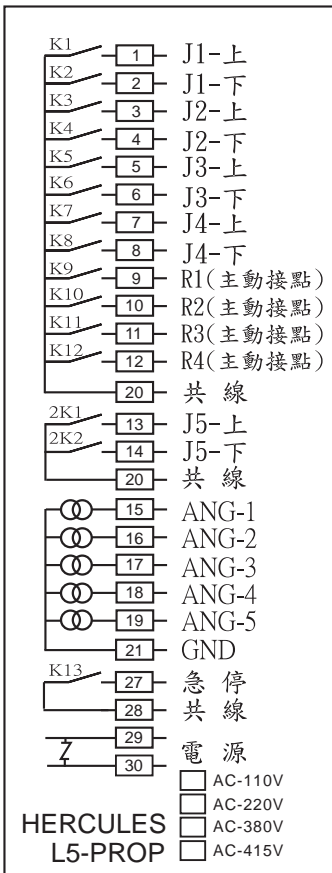 K1 1 J1-上
K2 2 J1-下
K3 3 J2-上
K4 4 J2-下
K5 5 J3-上
K6 6 J3-下
K7 7 J4-上
K8 8 J4-下
K9 9 R1(主動接點)
K10 10 R2(主動接點)
K11 11 R3(主動接點)
K12 12 R4(主動接點)
20 共線
2K1 13 J5-上
2K2 14 J5-下
20 共線
15 ANG-1
16 ANG-2
17 ANG-3
18 ANG-4
19 ANG-5
21 GND
K13 27 急停
28 共線
29
30 電源
AC-110V
AC-220V
HERCULES AC-380V
L5-PROP AC-415V